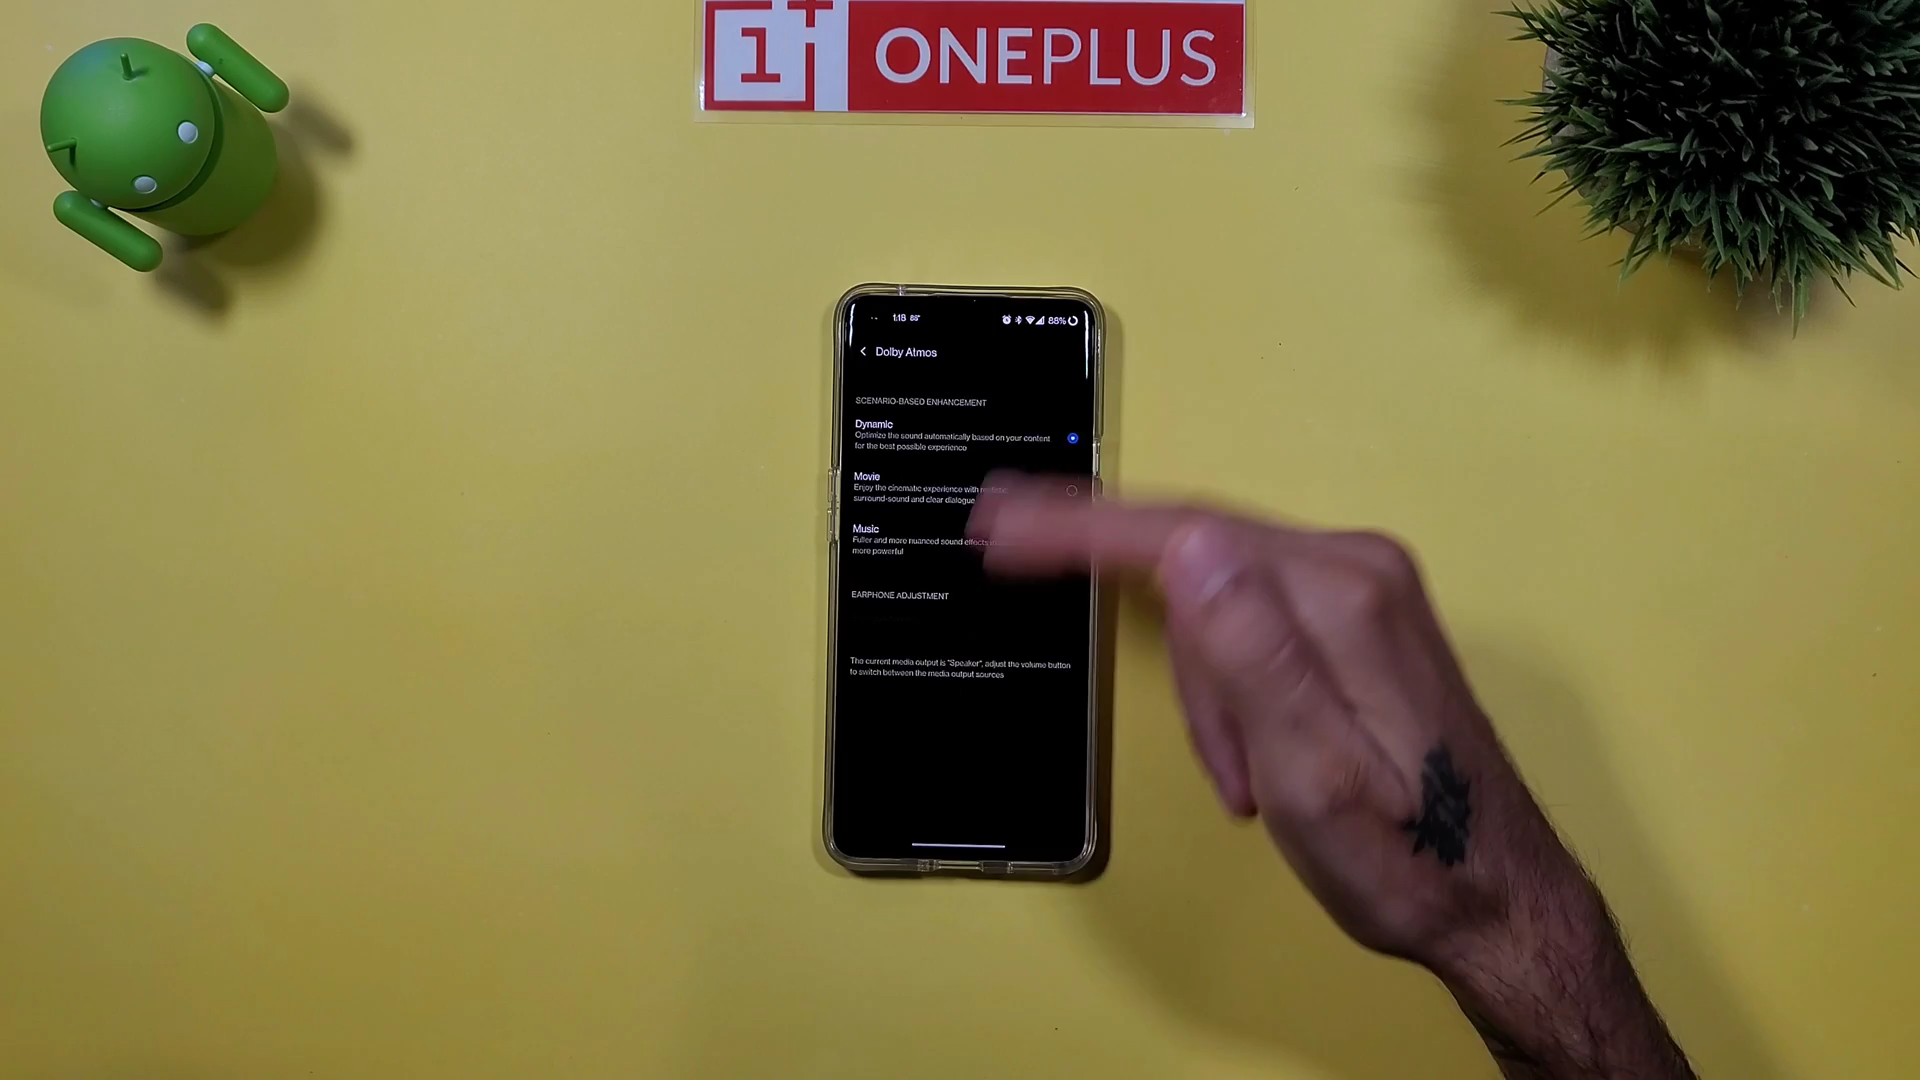 1+ ONEPLUS
1:18 88° 88%
Dolby Atmos
SCENARIO-BASED ENHANCEMENT
Dynamic
Optimize the sound automatically based on your content
for the best possible experience
Movie
Enjoy the cinematic experience with realistic
surround-sound and clear dialogue
Music
Fuller and more nuanced sound effects
more powerful
EARPHONE ADJUSTMENT
The current media output is "Speaker", adjust the volume button
to switch between the media output sources